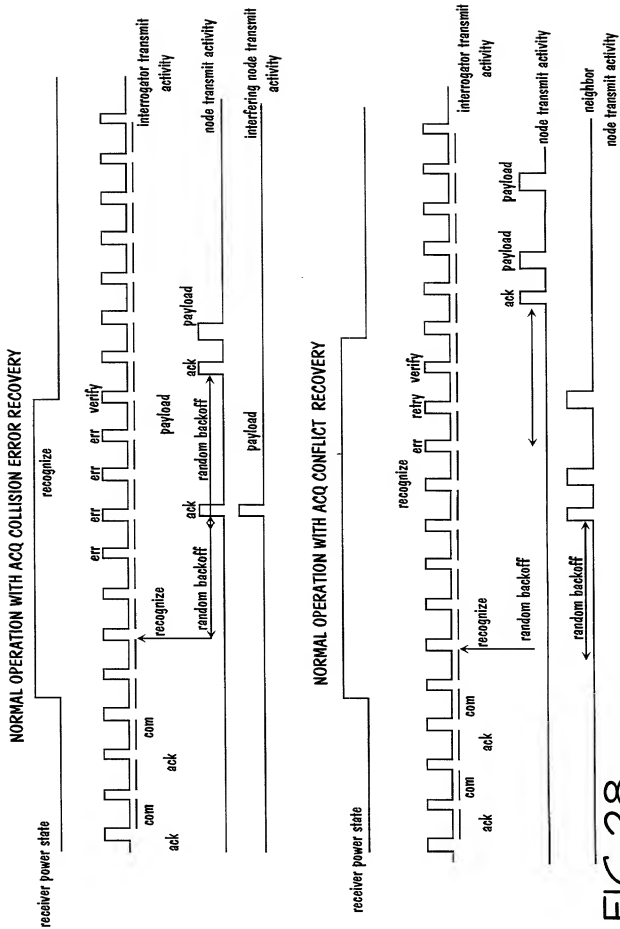 NORMAL OPERATION WITH ACQ COLLISION ERROR RECOVERY
receiver power state
recognize
ack
com
ack
com
recognize
err
err
err
err
verify
interrogator transmit
activity
random backoff
ack
random backoff
payload
ack
payload
node transmit activity
payload
interfering node transmit
activity
NORMAL OPERATION WITH ACQ CONFLICT RECOVERY
receiver power state
ack
com
ack
com
recognize
recognize
err
retry
verify
interrogator transmit
activity
random backoff
ack
payload
payload
node transmit activity
random backoff
neighbor
node transmit activity
FIG. 28